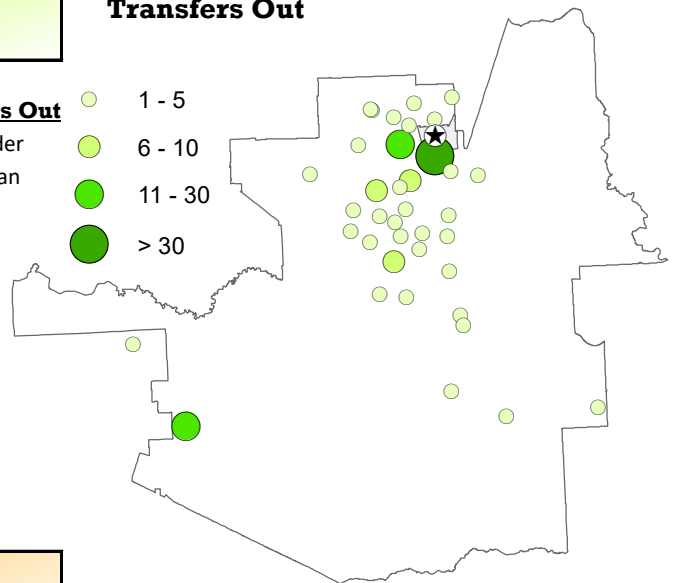 Transfers Out
s Out
der
an
1 - 5
6 - 10
11 - 30
> 30